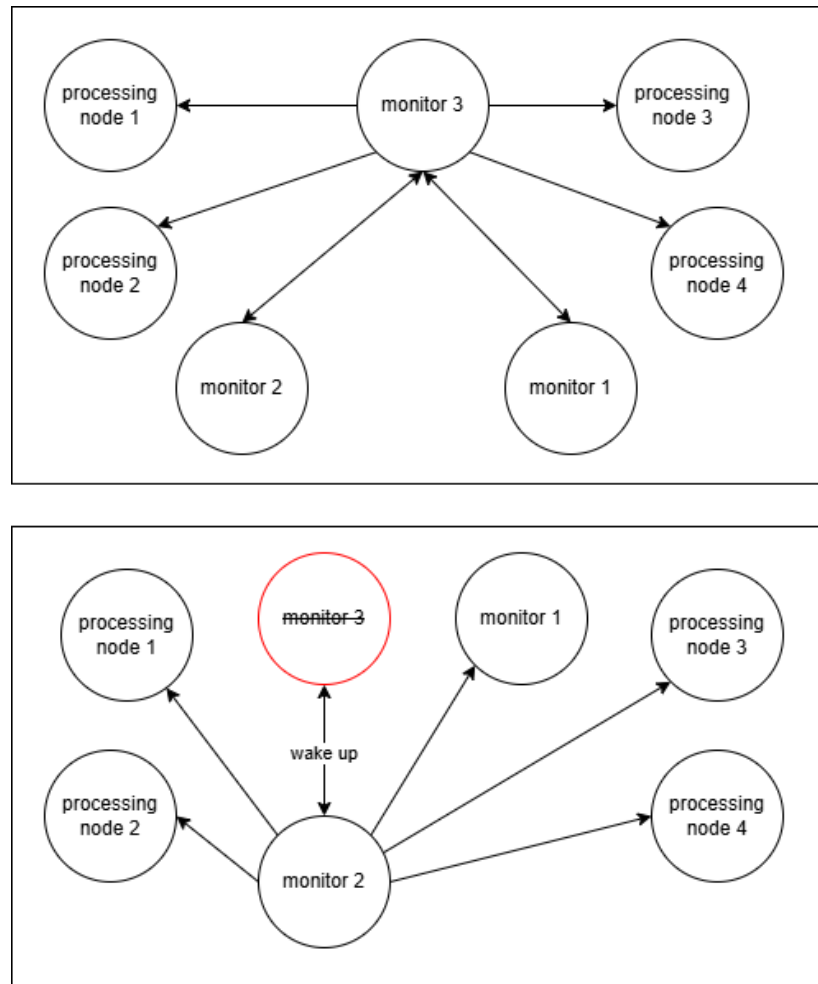 processing
node 1
monitor 3
processing
node 3
processing
node 2
processing
node 4
monitor 2
monitor 1
processing
node 1
monitor 3
monitor 1
processing
node 3
wake up
processing
node 2
processing
node 4
monitor 2